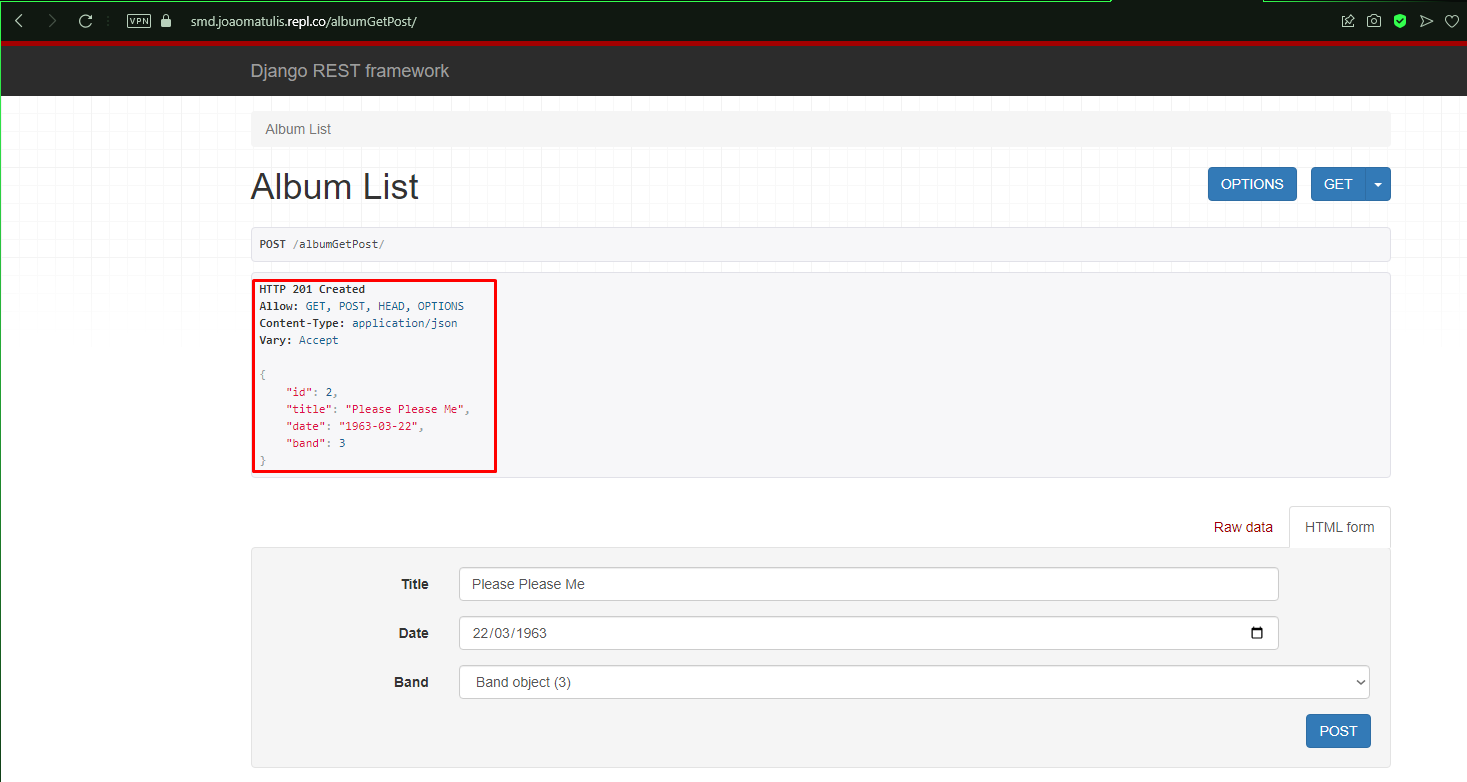 VPN smd.joaomatulis.repl.co/albumGetPost/
Django REST framework
Album List
Album List
OPTIONS GET
POST /albumGetPost/
HTTP 201 Created
Allow: GET, POST, HEAD, OPTIONS
Content-Type: application/json
Vary: Accept
{
"id": 2,
"title": "Please Please Me",
"date": "1963-03-22",
"band": 3
}
Raw data HTML form
Title Please Please Me
Date 22/03/1963
Band Band object (3)
POST